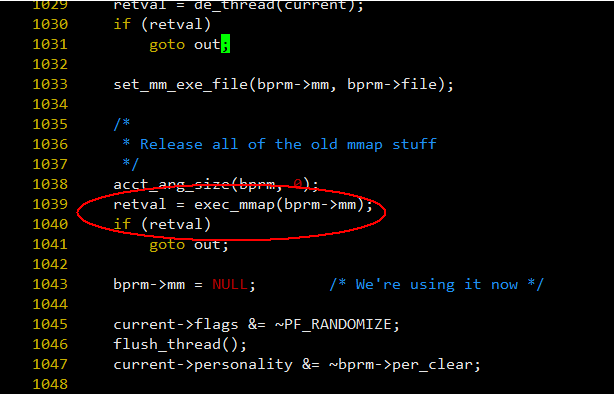 1029 retval = de_thread(current);
1030 if (retval)
1031 goto out;
1032
1033 set_mm_exe_file(bprm->mm, bprm->file);
1034
1035 /*
1036 * Release all of the old mmap stuff
1037 */
1038 acct_arg_size(bprm, 0);
1039 retval = exec_mmap(bprm->mm);
1040 if (retval)
1041 goto out;
1042
1043 bprm->mm = NULL; /* We're using it now */
1044
1045 current->flags &= ~PF_RANDOMIZE;
1046 flush_thread();
1047 current->personality &= ~bprm->per_clear;
1048